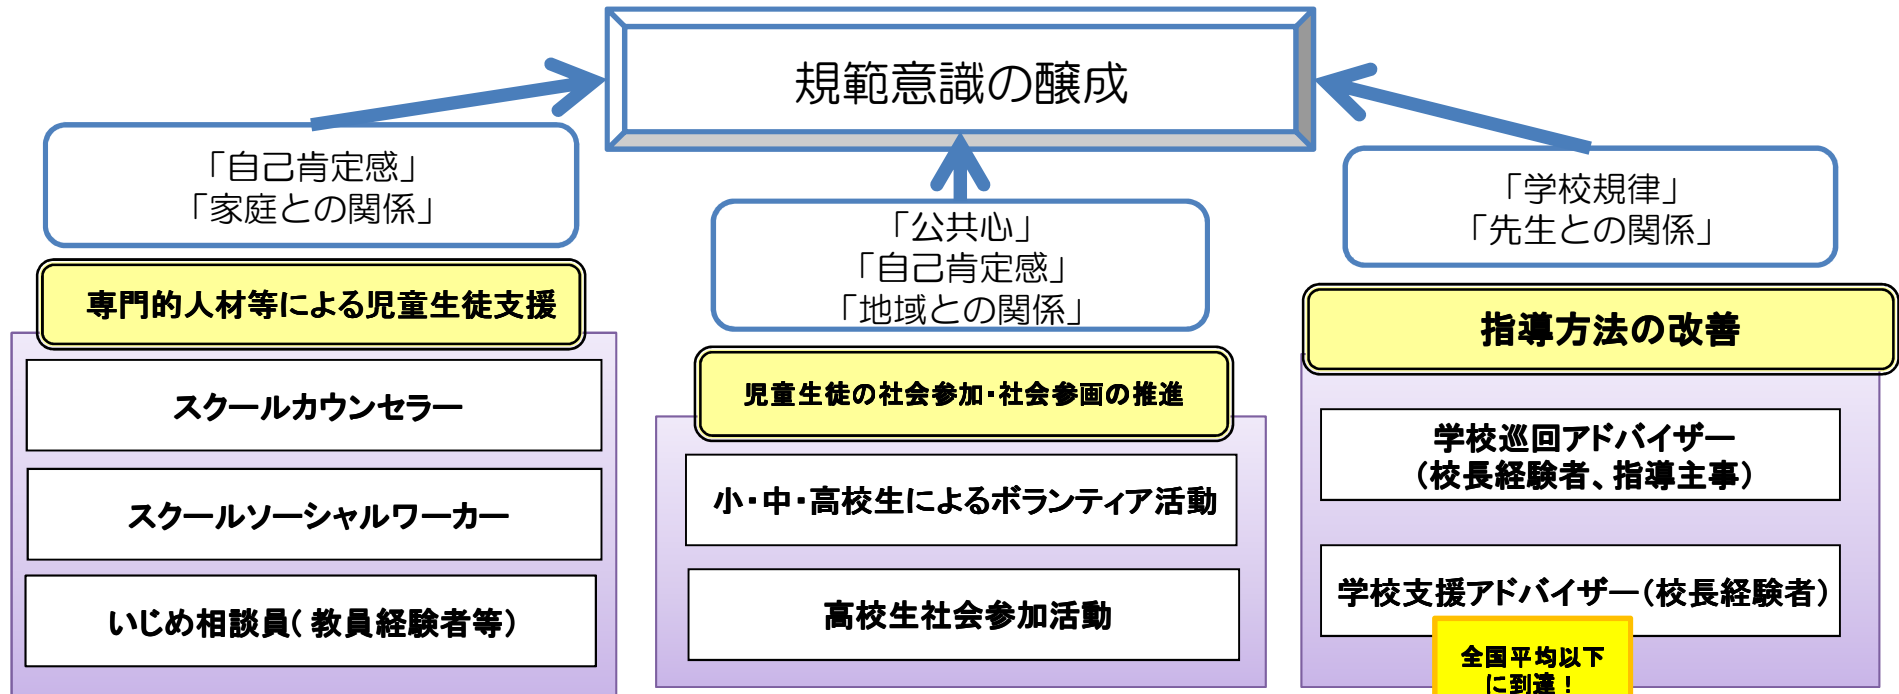 規範意識の醸成
「自己肯定感」
「家庭との関係」
専門的人材等による児童生徒支援
スクールカウンセラー
スクールソーシャルワーカー
いじめ相談員( 教員経験者等)
「公共心」
「自己肯定感」
「地域との関係」
児童生徒の社会参加・社会参画の推進
小・中・高校生によるボランティア活動
高校生社会参加活動
「学校規律」
「先生との関係」
指導方法の改善
学校巡回アドバイザー
(校長経験者、指導主事)
学校支援アドバイザー(校長経験者)
全国平均以下
に到達!